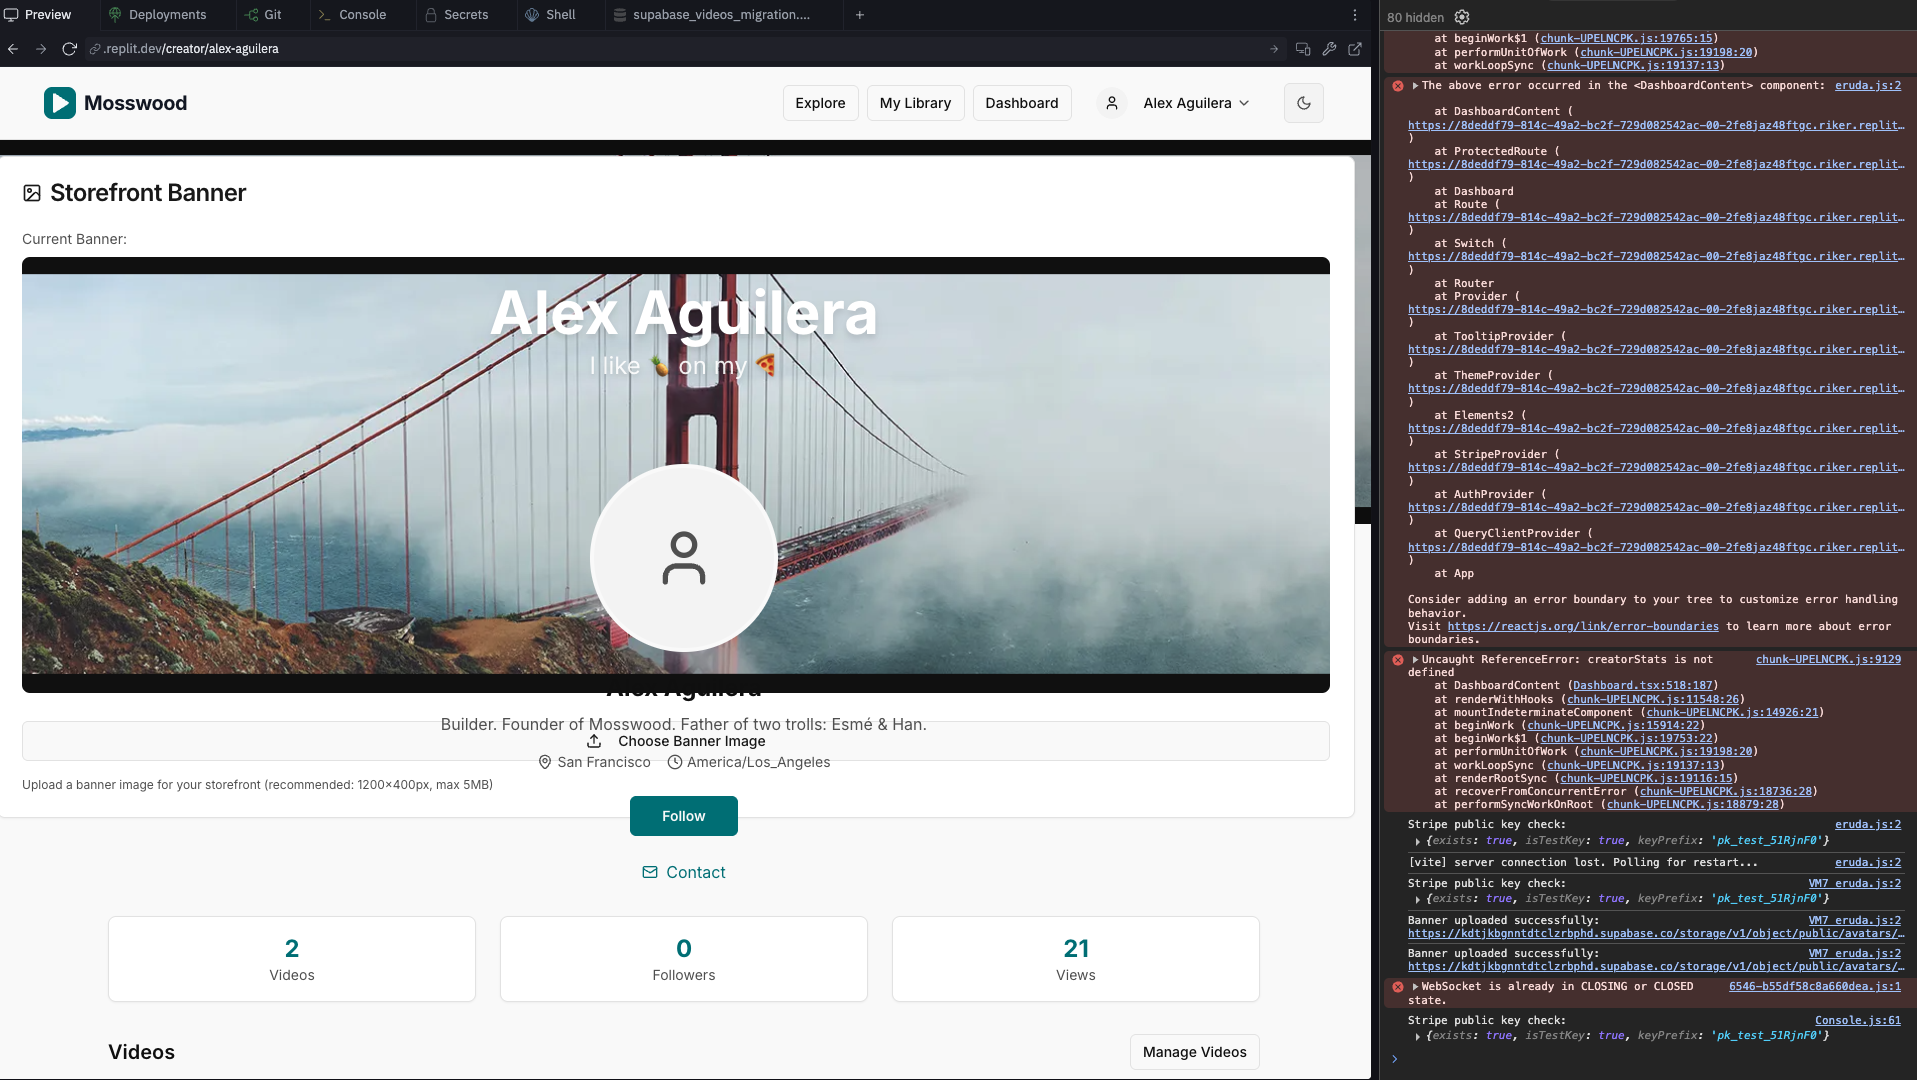 Preview
Deployments
Git
Console
Secrets
Shell
supabase_videos_migration....
.replit.dev/creator/alex-aguilera
Mosswood
Explore
My Library
Dashboard
Alex Aguilera
Storefront Banner
Current Banner:
Alex Aguilera
I like 🍍 on my 🍕
Alex Aguilera
Builder. Founder of Mosswood. Father of two trolls: Esmé & Han.
Choose Banner Image
San Francisco
America/Los_Angeles
Upload a banner image for your storefront (recommended: 1200×400px, max 5MB)
Follow
Contact
2
Videos
0
Followers
21
Views
Videos
Manage Videos
80 hidden
at beginWork$1 (chunk-UPELNCPK.js:19765:15)
at performUnitOfWork (chunk-UPELNCPK.js:19198:20)
at workLoopSync (chunk-UPELNCPK.js:19137:13)
The above error occurred in the <DashboardContent> component: eruda.js:2
at DashboardContent (
https://8deddf79-814c-49a2-bc2f-729d082542ac-00-2fe8jaz48ftgc.riker.replit…
)
at ProtectedRoute (
https://8deddf79-814c-49a2-bc2f-729d082542ac-00-2fe8jaz48ftgc.riker.replit…
)
at Dashboard
at Route (
https://8deddf79-814c-49a2-bc2f-729d082542ac-00-2fe8jaz48ftgc.riker.replit…
)
at Switch (
https://8deddf79-814c-49a2-bc2f-729d082542ac-00-2fe8jaz48ftgc.riker.replit…
)
at Router
at Provider (
https://8deddf79-814c-49a2-bc2f-729d082542ac-00-2fe8jaz48ftgc.riker.replit…
)
at TooltipProvider (
https://8deddf79-814c-49a2-bc2f-729d082542ac-00-2fe8jaz48ftgc.riker.replit…
)
at ThemeProvider (
https://8deddf79-814c-49a2-bc2f-729d082542ac-00-2fe8jaz48ftgc.riker.replit…
)
at Elements2 (
https://8deddf79-814c-49a2-bc2f-729d082542ac-00-2fe8jaz48ftgc.riker.replit…
)
at StripeProvider (
https://8deddf79-814c-49a2-bc2f-729d082542ac-00-2fe8jaz48ftgc.riker.replit…
)
at AuthProvider (
https://8deddf79-814c-49a2-bc2f-729d082542ac-00-2fe8jaz48ftgc.riker.replit…
)
at QueryClientProvider (
https://8deddf79-814c-49a2-bc2f-729d082542ac-00-2fe8jaz48ftgc.riker.replit…
)
at App
Consider adding an error boundary to your tree to customize error handling
behavior.
Visit https://reactjs.org/link/error-boundaries to learn more about error
boundaries.
Uncaught ReferenceError: creatorStats is not chunk-UPELNCPK.js:9129
defined
at DashboardContent (Dashboard.tsx:518:187)
at renderWithHooks (chunk-UPELNCPK.js:11548:26)
at mountIndeterminateComponent (chunk-UPELNCPK.js:14926:21)
at beginWork (chunk-UPELNCPK.js:15914:22)
at beginWork$1 (chunk-UPELNCPK.js:19753:22)
at performUnitOfWork (chunk-UPELNCPK.js:19198:20)
at workLoopSync (chunk-UPELNCPK.js:19137:13)
at renderRootSync (chunk-UPELNCPK.js:19116:15)
at recoverFromConcurrentError (chunk-UPELNCPK.js:18736:28)
at performSyncWorkOnRoot (chunk-UPELNCPK.js:18879:28)
Stripe public key check: eruda.js:2
{exists: true, isTestKey: true, keyPrefix: 'pk_test_51RjnF0'}
[vite] server connection lost. Polling for restart... eruda.js:2
Stripe public key check: VM7 eruda.js:2
{exists: true, isTestKey: true, keyPrefix: 'pk_test_51RjnF0'}
Banner uploaded successfully: VM7 eruda.js:2
https://kdtjkbgnntdtclzrbphd.supabase.co/storage/v1/object/public/avatars/…
Banner uploaded successfully: VM7 eruda.js:2
https://kdtjkbgnntdtclzrbphd.supabase.co/storage/v1/object/public/avatars/…
WebSocket is already in CLOSING or CLOSED 6546-b55df58c8a660dea.js:1
state.
Stripe public key check: Console.js:61
{exists: true, isTestKey: true, keyPrefix: 'pk_test_51RjnF0'}